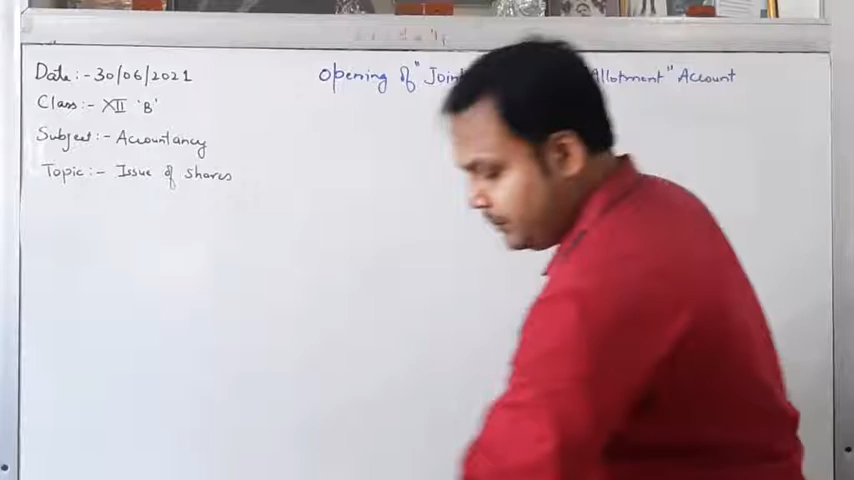 Date :- 30/06/2021
Opening of "Joint Allotment" Account
Class :- XII 'B'
Subject :- Accountancy
Topic :- Issue of shares